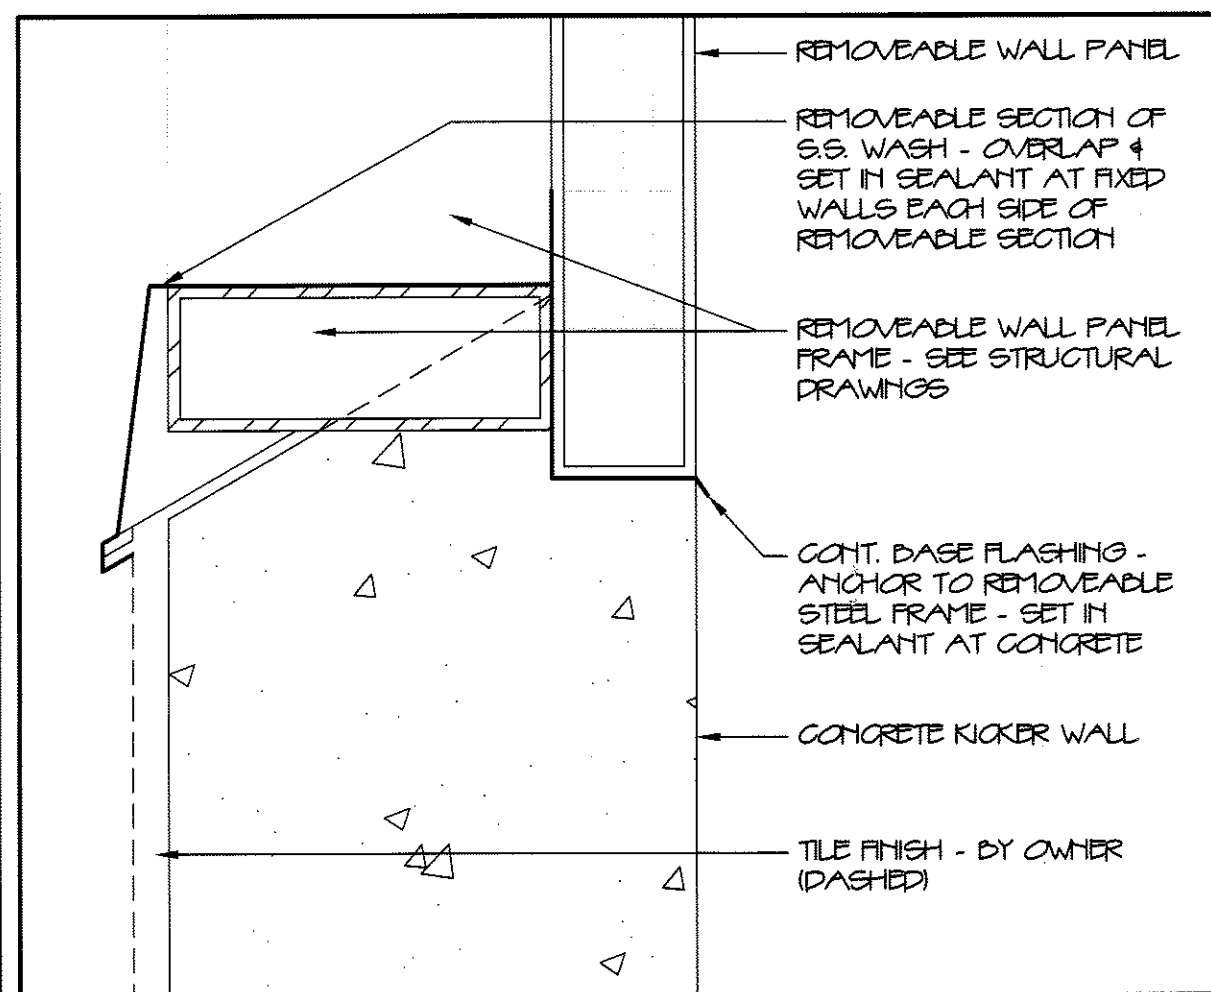 REMOVEABLE WALL PANEL
REMOVEABLE SECTION OF
S.S. WASH - OVERLAP &
SET IN SEALANT AT FIXED
WALLS EACH SIDE OF
REMOVEABLE SECTION
REMOVEABLE WALL PANEL
FRAME - SEE STRUCTURAL
DRAWINGS
CONT. BASE FLASHING -
ANCHOR TO REMOVEABLE
STEEL FRAME - SET IN
SEALANT AT CONCRETE
CONCRETE KICKER WALL
TILE FINISH - BY OWNER
(DASHED)